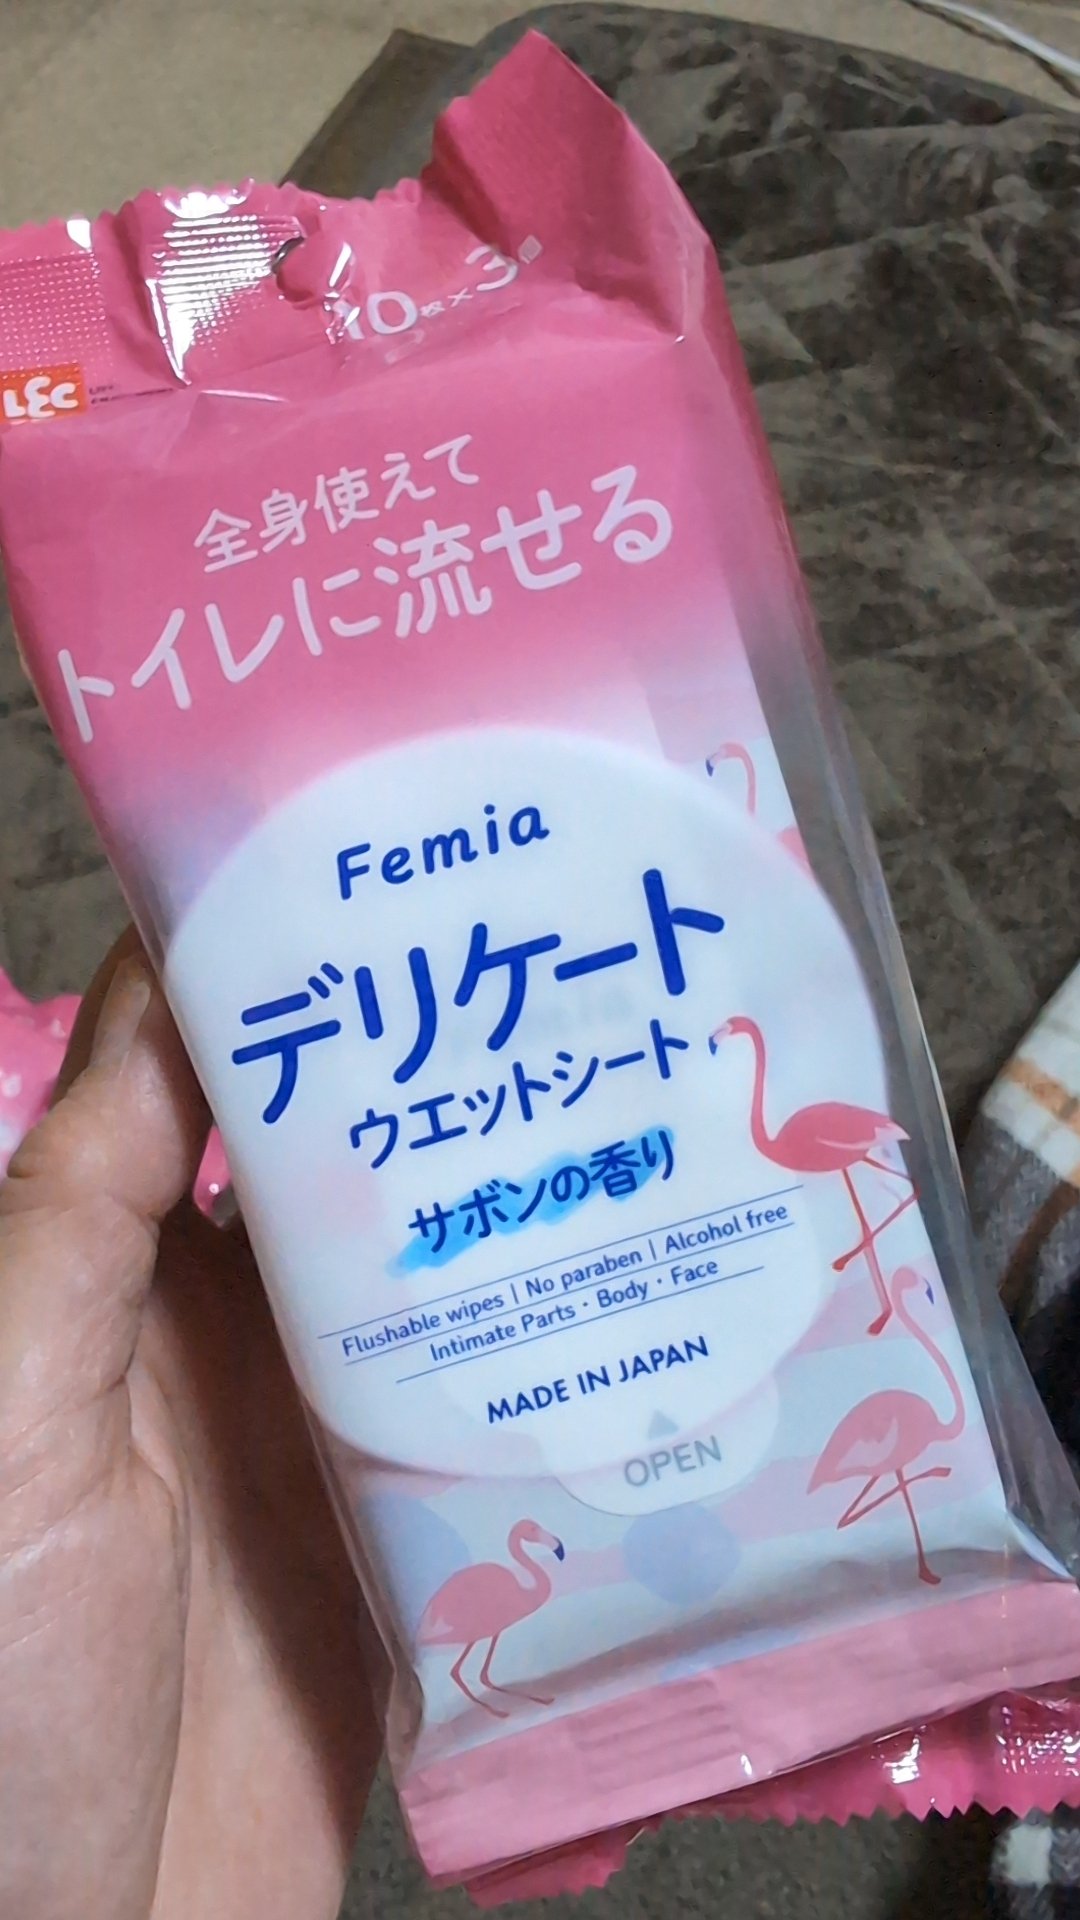 10枚×3個
LEC
全身使えて
トイレに流せる
Femia
デリケート
ウエットシート
サボンの香り
Flushable wipes | No paraben | Alcohol free
Intimate Parts・Body・Face
MADE IN JAPAN
OPEN